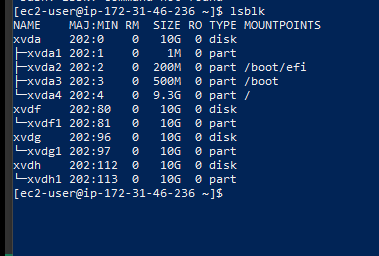 [ec2-user@ip-172-31-46-236 ~]$ lsblk
NAME    MAJ:MIN RM  SIZE RO TYPE MOUNTPOINTS
xvda    202:0    0   10G  0 disk
├─xvda1 202:1    0    1M  0 part
├─xvda2 202:2    0  200M  0 part /boot/efi
├─xvda3 202:3    0  500M  0 part /boot
└─xvda4 202:4    0  9.3G  0 part /
xvdf    202:80   0   10G  0 disk
└─xvdf1 202:81   0   10G  0 part
xvdg    202:96   0   10G  0 disk
└─xvdg1 202:97   0   10G  0 part
xvdh    202:112  0   10G  0 disk
└─xvdh1 202:113  0   10G  0 part
[ec2-user@ip-172-31-46-236 ~]$